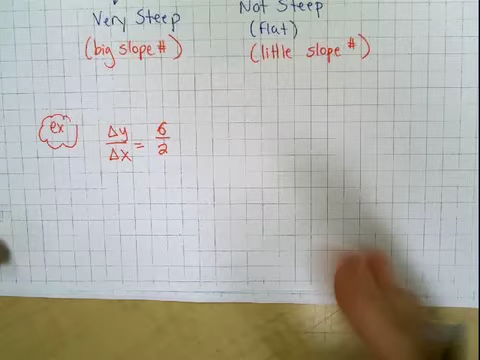 Very Steep
(big slope #)
Not Steep
(Flat)
(little slope #)
ex
Δy/Δx = 6/2